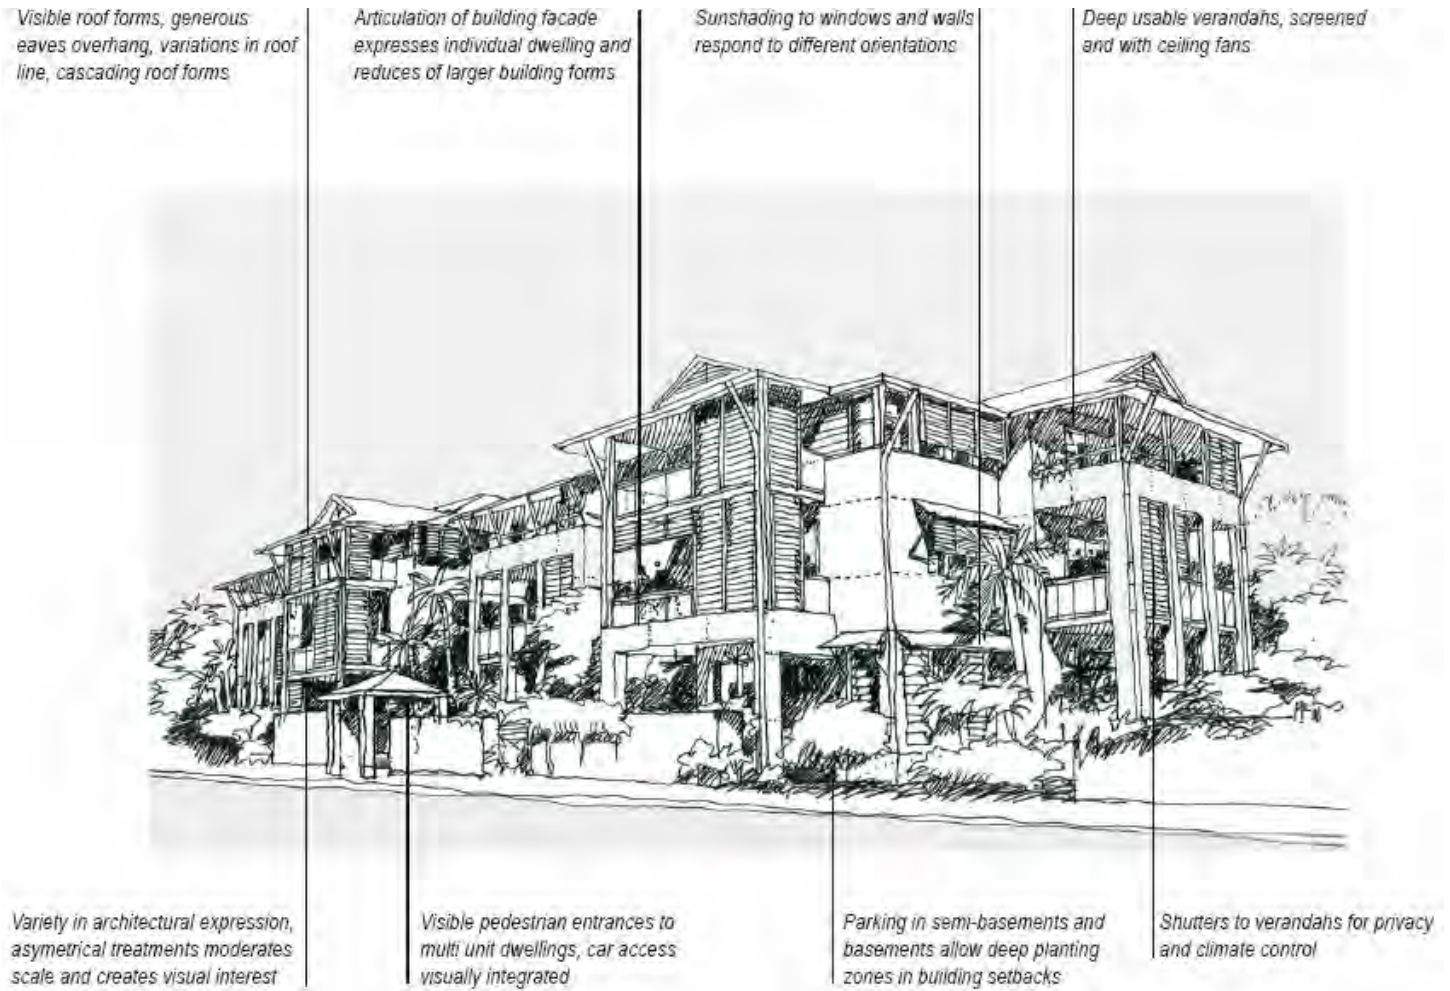 Visible roof forms, generous
eaves overhang, variations in roof
line, cascading roof forms
Articulation of building facade
expresses individual dwelling and
reduces of larger building forms
Sunshading to windows and walls
respond to different orientations
Deep usable verandahs, screened
and with ceiling fans
Variety in architectural expression,
asymetrical treatments moderates
scale and creates visual interest
Visible pedestrian entrances to
multi unit dwellings, car access
visually integrated
Parking in semi-basements and
basements allow deep planting
zones in building setbacks
Shutters to verandahs for privacy
and climate control